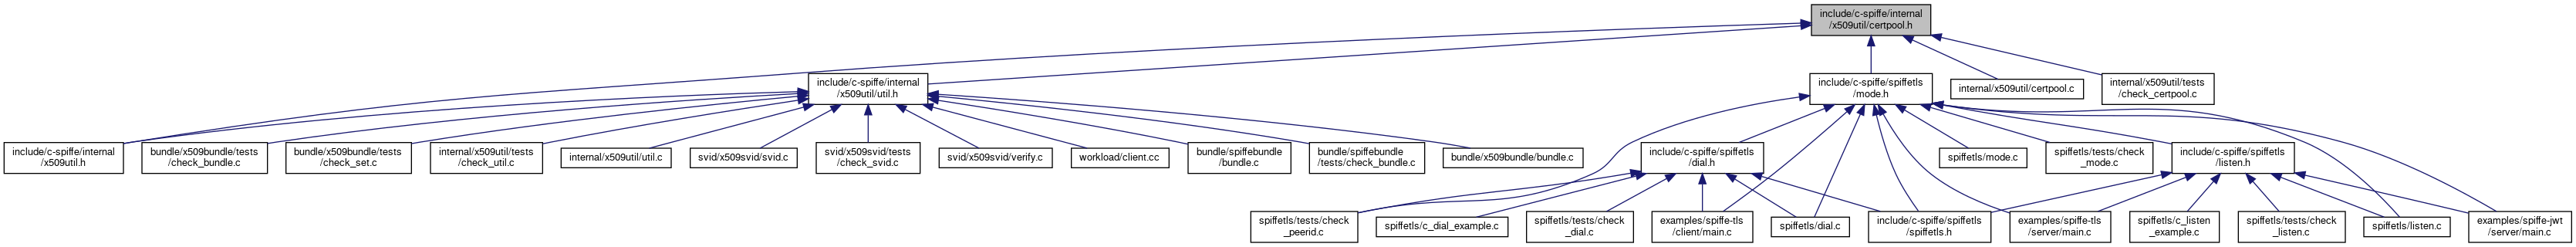 include/c-spiffe/internal
/x509util/certpool.h
include/c-spiffe/internal
/x509util/util.h
include/c-spiffe/spiffetls
/mode.h
internal/x509util/certpool.c
internal/x509util/tests
/check_certpool.c
include/c-spiffe/internal
/x509util.h
bundle/x509bundle/tests
/check_bundle.c
bundle/x509bundle/tests
/check_set.c
internal/x509util/tests
/check_util.c
internal/x509util/util.c
svid/x509svid/svid.c
svid/x509svid/tests
/check_svid.c
svid/x509svid/verify.c
workload/client.cc
bundle/spiffebundle
/bundle.c
bundle/spiffebundle
/tests/check_bundle.c
bundle/x509bundle/bundle.c
include/c-spiffe/spiffetls
/dial.h
spiffetls/mode.c
spiffetls/tests/check
_mode.c
include/c-spiffe/spiffetls
/listen.h
spiffetls/tests/check
_peerid.c
spiffetls/c_dial_example.c
spiffetls/tests/check
_dial.c
examples/spiffe-tls
/client/main.c
spiffetls/dial.c
include/c-spiffe/spiffetls
/spiffetls.h
examples/spiffe-tls
/server/main.c
spiffetls/c_listen
_example.c
spiffetls/tests/check
_listen.c
spiffetls/listen.c
examples/spiffe-jwt
/server/main.c